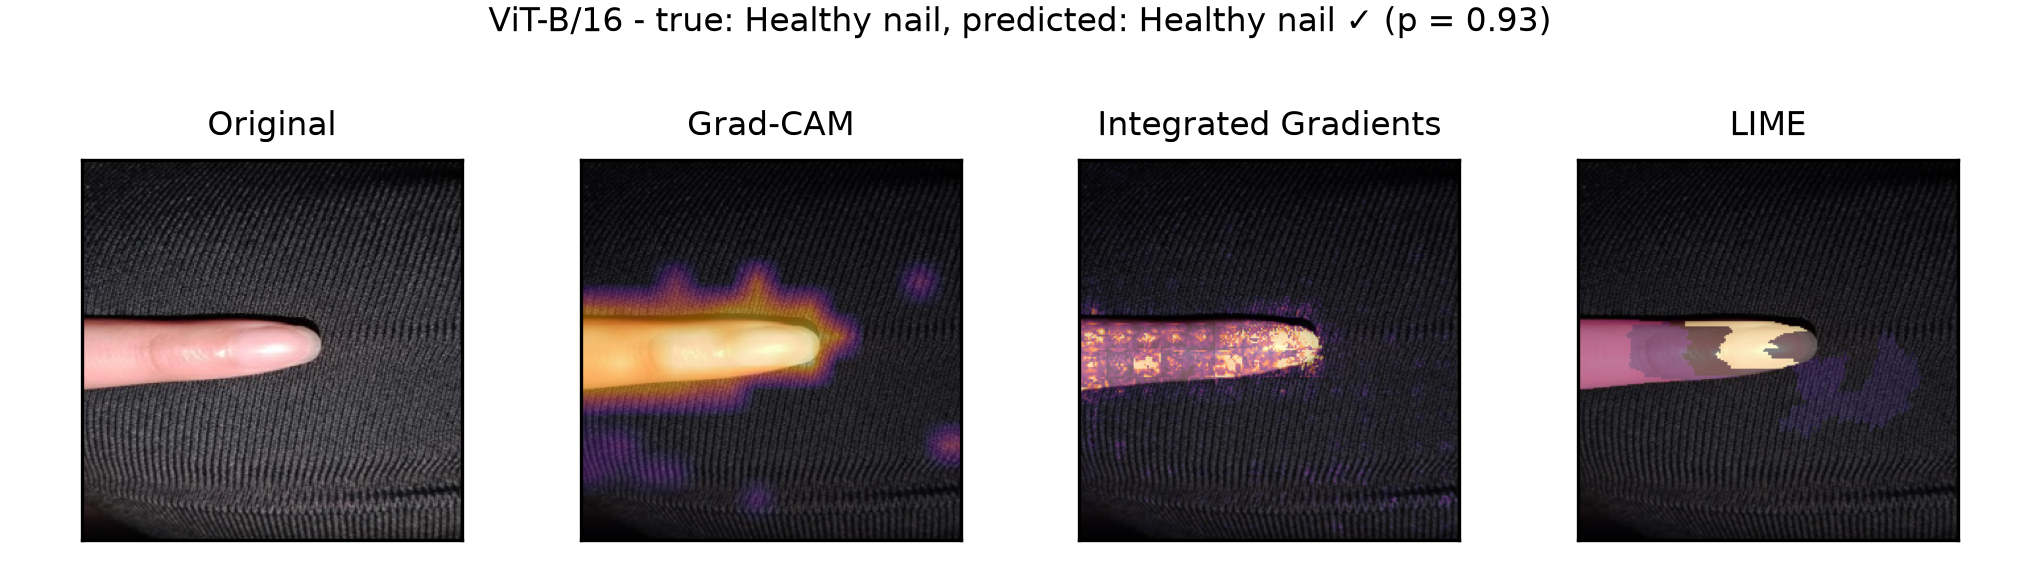 ViT-B/16 - true: Healthy nail, predicted: Healthy nail ✓ (p = 0.93)
Original
Grad-CAM
Integrated Gradients
LIME